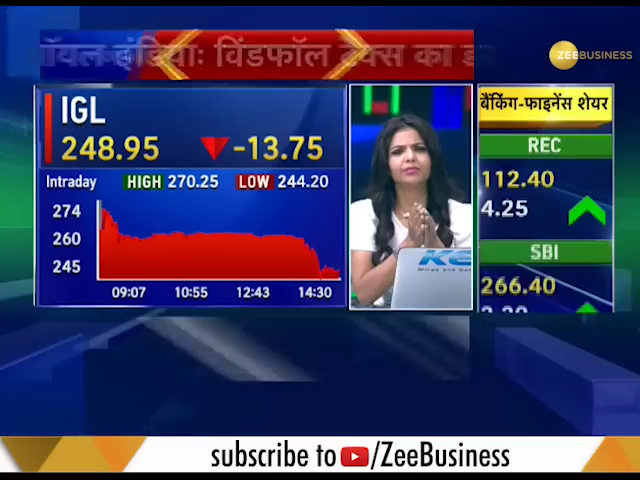 ऑयल इंडियाः विंडफॉल टैक्स का
ZEEBUSINESS
IGL
248.95 -13.75
Intraday HIGH 270.25 LOW 244.20
274
260
245
09:07 10:55 12:43 14:30
बैंकिंग-फाइनेंस शेयर
REC
112.40
4.25
SBI
266.40
subscribe to /ZeeBusiness